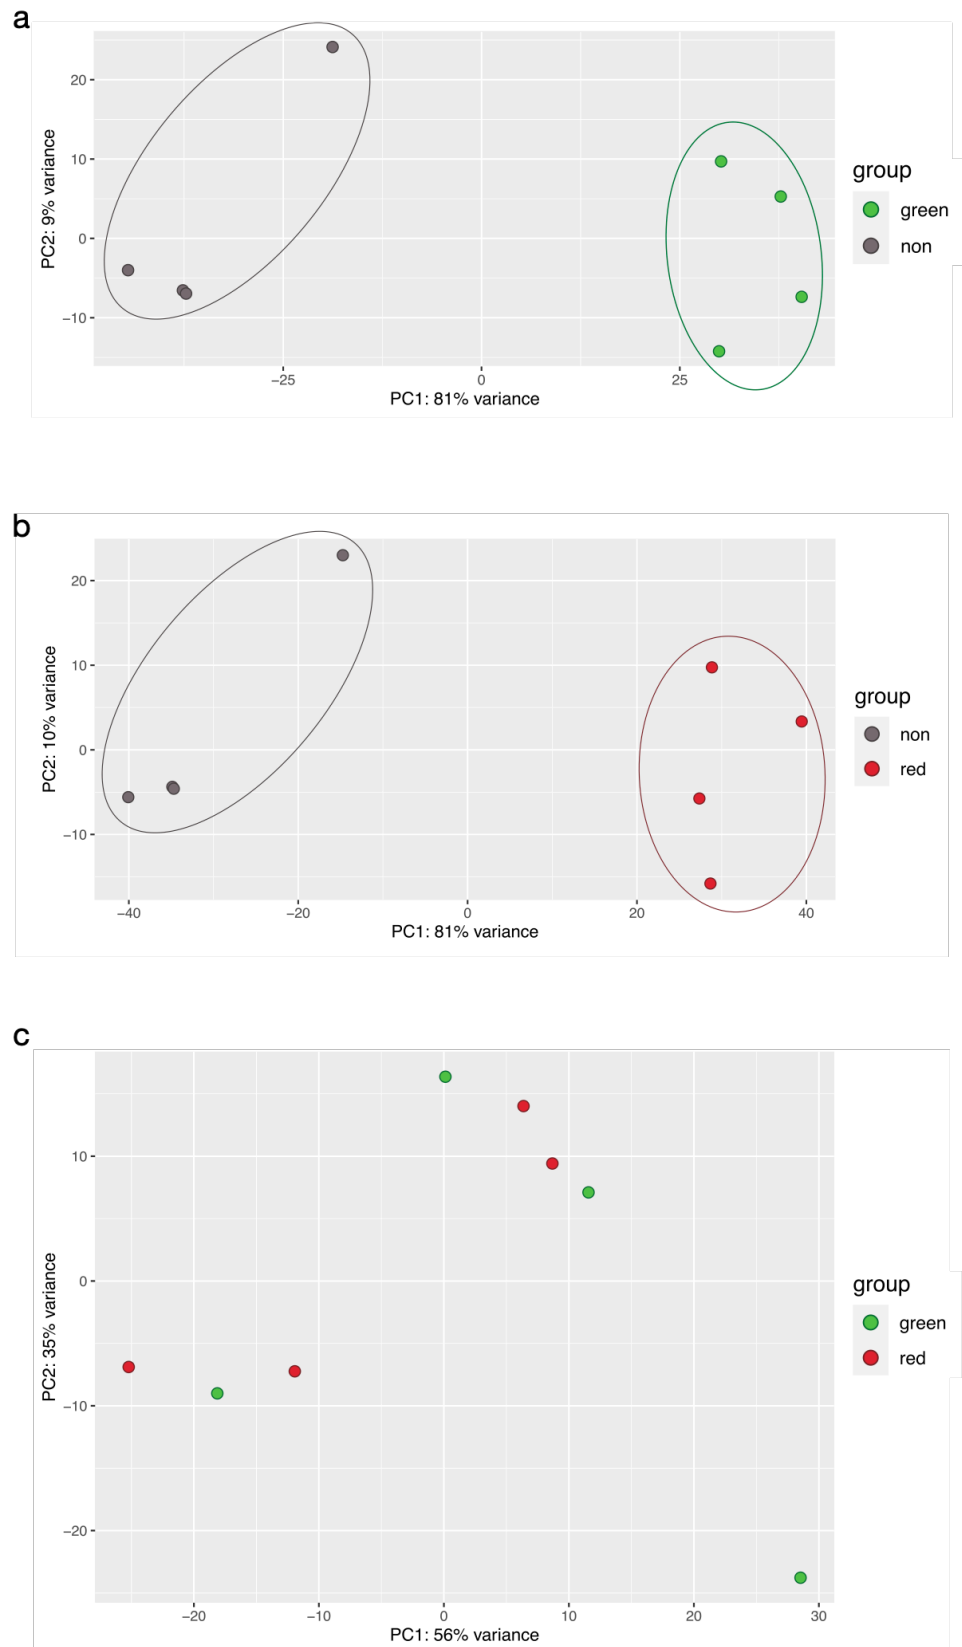 a
20
10
0
−10
PC2: 9% variance
−25
0
25
PC1: 81% variance
group
green
non
b
20
10
0
−10
PC2: 10% variance
−40
−20
0
20
40
PC1: 81% variance
group
non
red
c
10
0
−10
−20
PC2: 35% variance
−20
−10
0
10
20
30
PC1: 56% variance
group
green
red